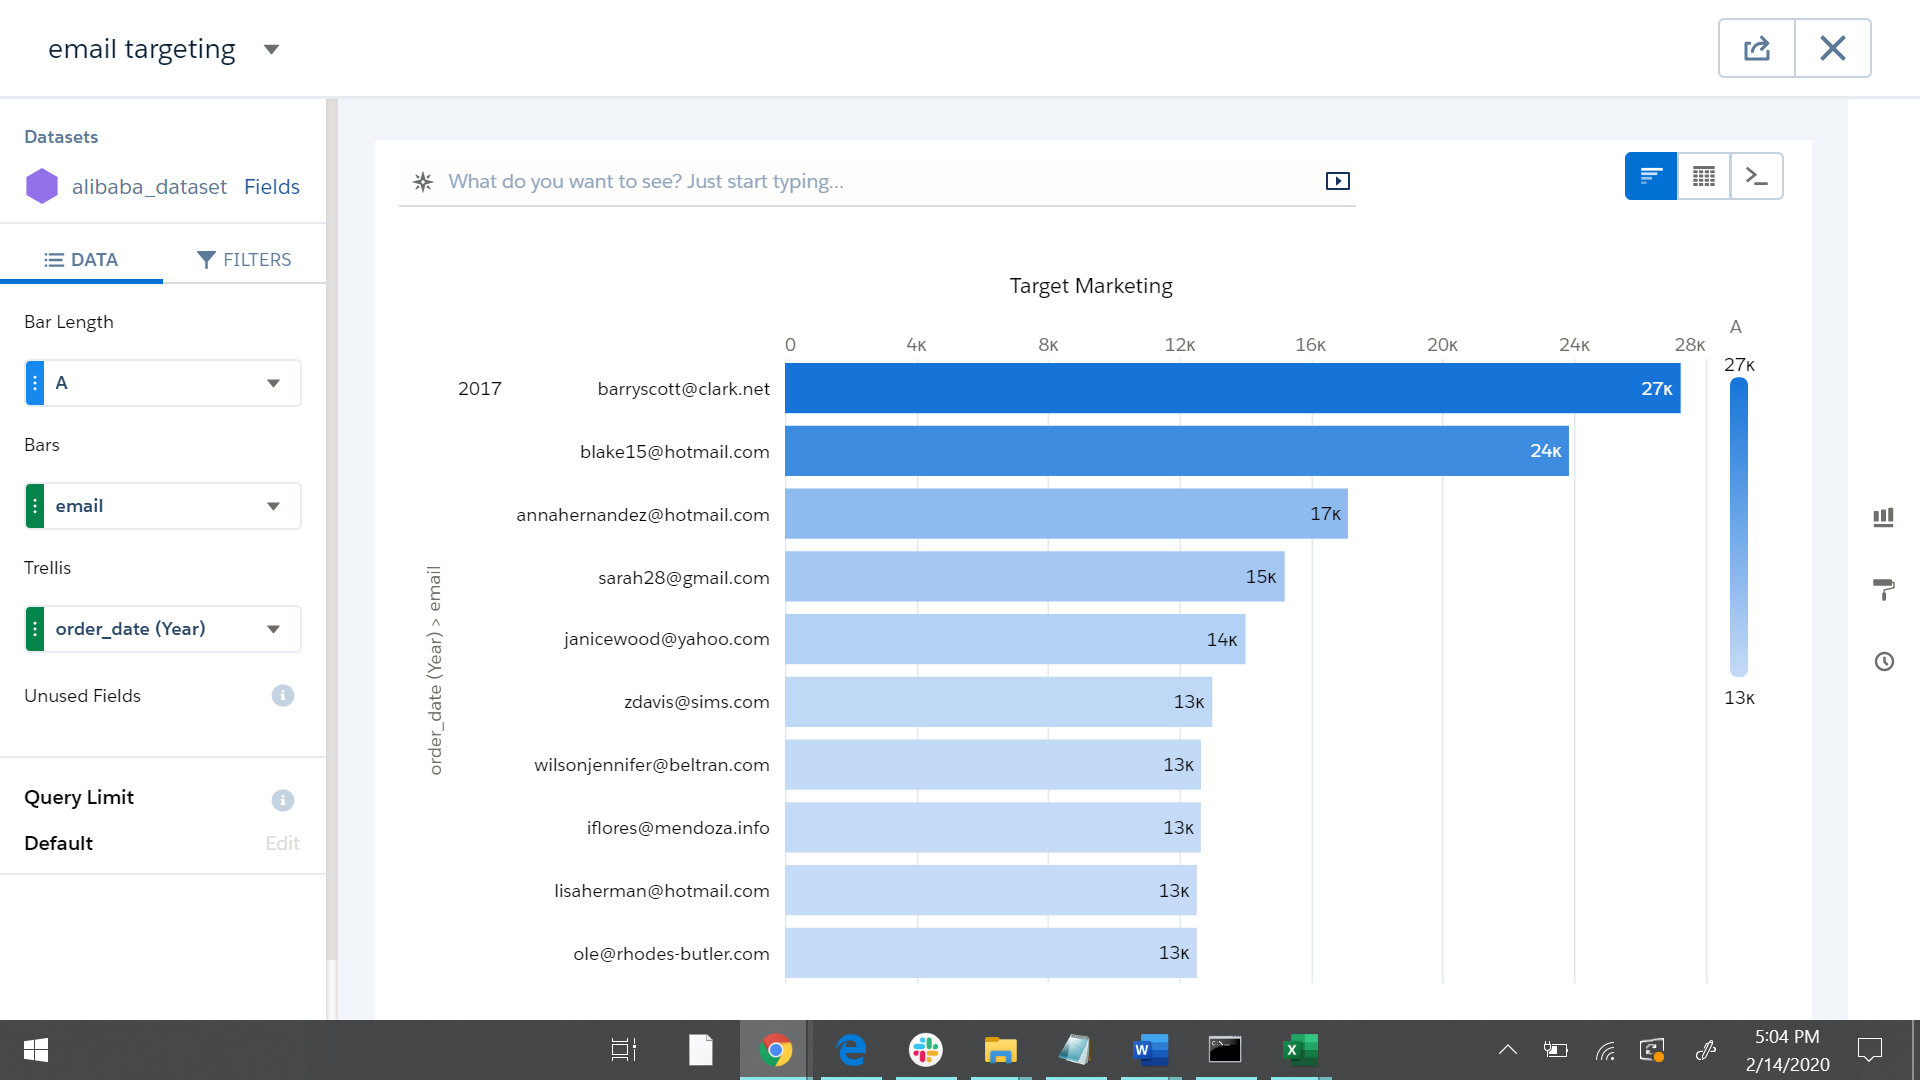 email targeting
Datasets
alibaba_dataset Fields
DATA FILTERS
Bar Length
A
Bars
email
Trellis
order_date (Year)
Unused Fields
Query Limit
Default Edit
What do you want to see? Just start typing...
Target Marketing
0 4K 8K 12K 16K 20K 24K 28K
order_date (Year) > email
2017 barryscott@clark.net 27K
blake15@hotmail.com 24K
annahernandez@hotmail.com 17K
sarah28@gmail.com 15K
janicewood@yahoo.com 14K
zdavis@sims.com 13K
wilsonjennifer@beltran.com 13K
iflores@mendoza.info 13K
lisaherman@hotmail.com 13K
ole@rhodes-butler.com 13K
A
27K
13K
5:04 PM
2/14/2020